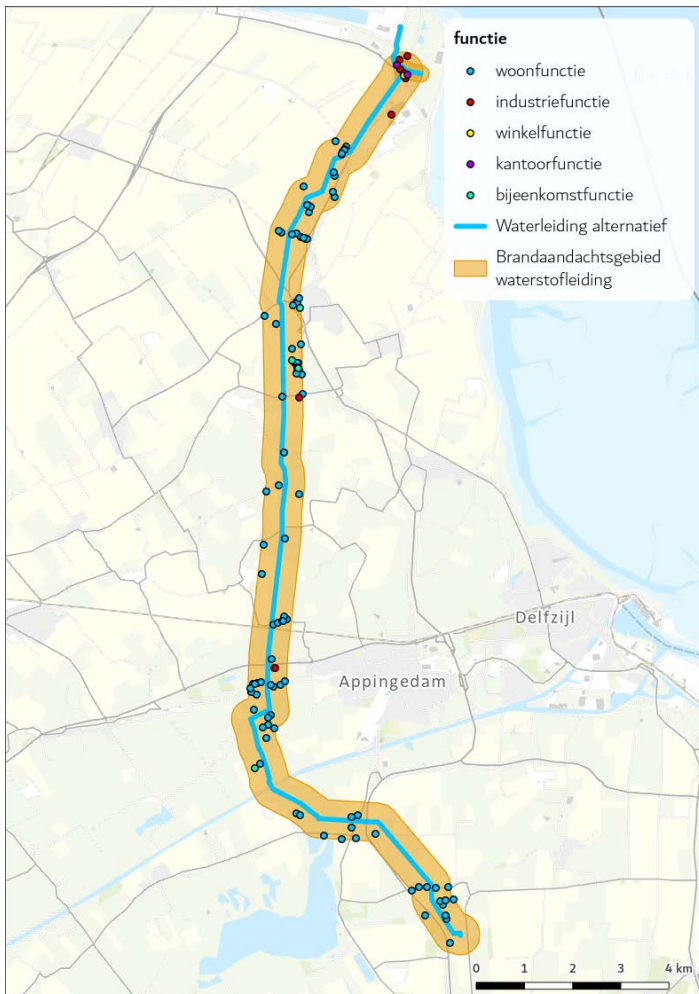 functie
woonfunctie
industriefunctie
winkelfunctie
kantoorfunctie
bijeenkomstfunctie
Waterleiding alternatief
Brandaandachtsgebied
waterstofleiding
Delfzijl
Appingedam
0 1 2 3 4 km